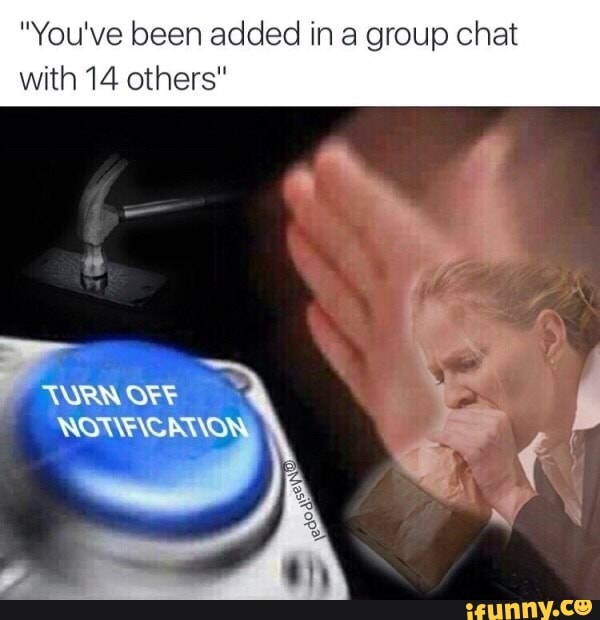 "You've been added in a group chat
with 14 others"
TURN OFF
NOTIFICATION
@MasiPopal
ifunny.co